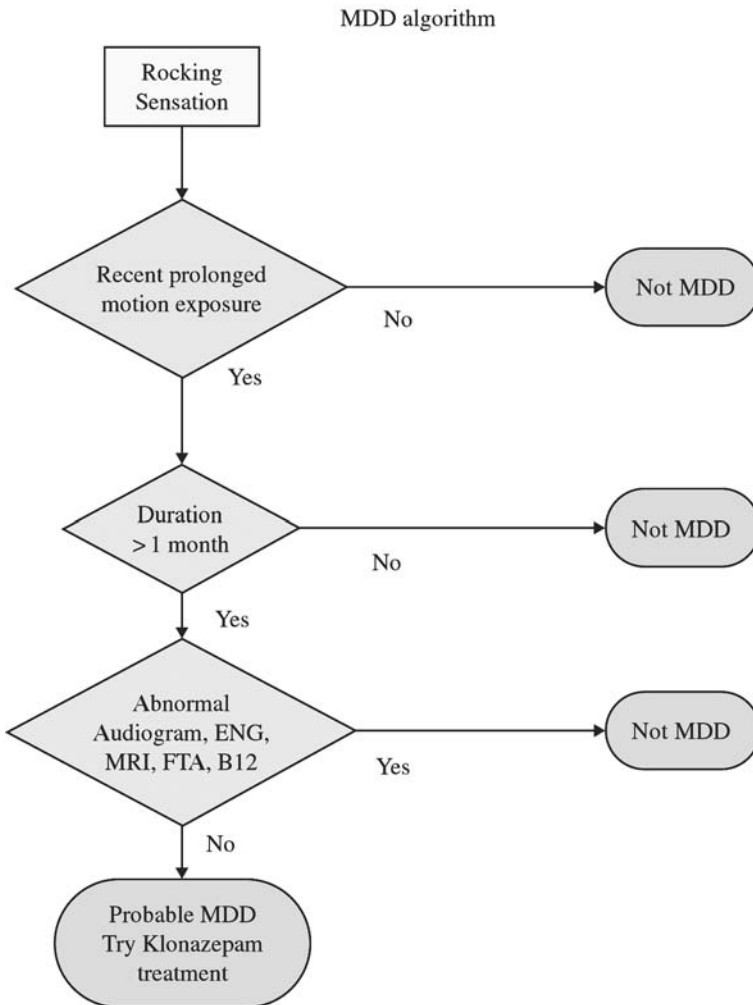 MDD algorithm
Rocking
Sensation
Recent prolonged
motion exposure
No
Not MDD
Yes
Duration
> 1 month
No
Not MDD
Yes
Abnormal
Audiogram, ENG,
MRI, FTA, B12
Yes
Not MDD
No
Probable MDD
Try Klonazepam
treatment